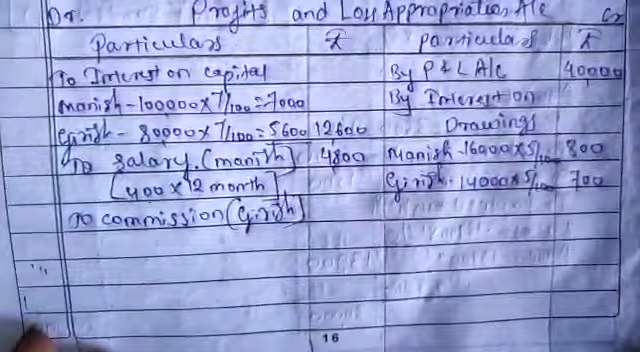 Dr. Profits and Loss Appropriation A/c Cr
Particulars ₹ particulars ₹
To Interest on capital By P & L A/c 40000
Manish - 100000 x 7/100 = 7000 By Interest on
Girish - 80000 x 7/100 = 5600 12600 Drawings
To salary (manish) 4800 Manish - 16000 x 5/100 800
[400 x 12 month] Girish - 14000 x 5/100 700
To commission (Girish)
16